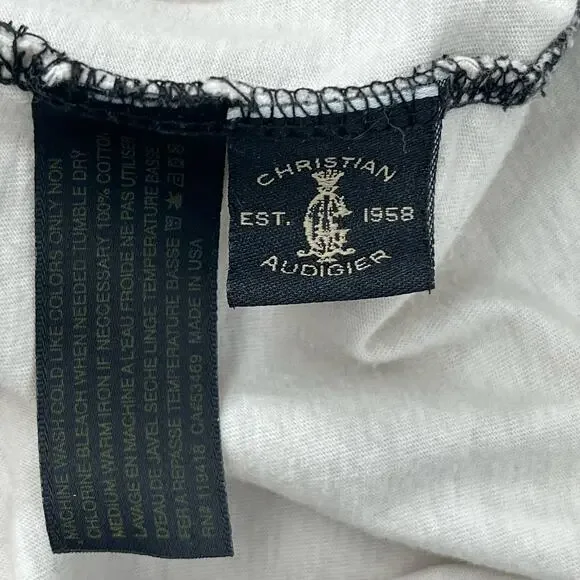 MACHINE WASH COLD LIKE COLORS ONLY NON
CHLORINE BLEACH WHEN NEEDED TUMBLE DRY
MEDIUM WARM IRON IF NECCESSARY 100% COTTON
LAVAGE EN MACHINE A L'EAU FROIDE NE PAS UTILISER
D'EAU DE JAVEL SECHE LINGE TEMPERATURE BASSE
FER A REPASSE TEMPERATURE BASSE
RN# 119418 CA#53469 MADE IN USA
CHRISTIAN
EST. 1958
AUDIGIER